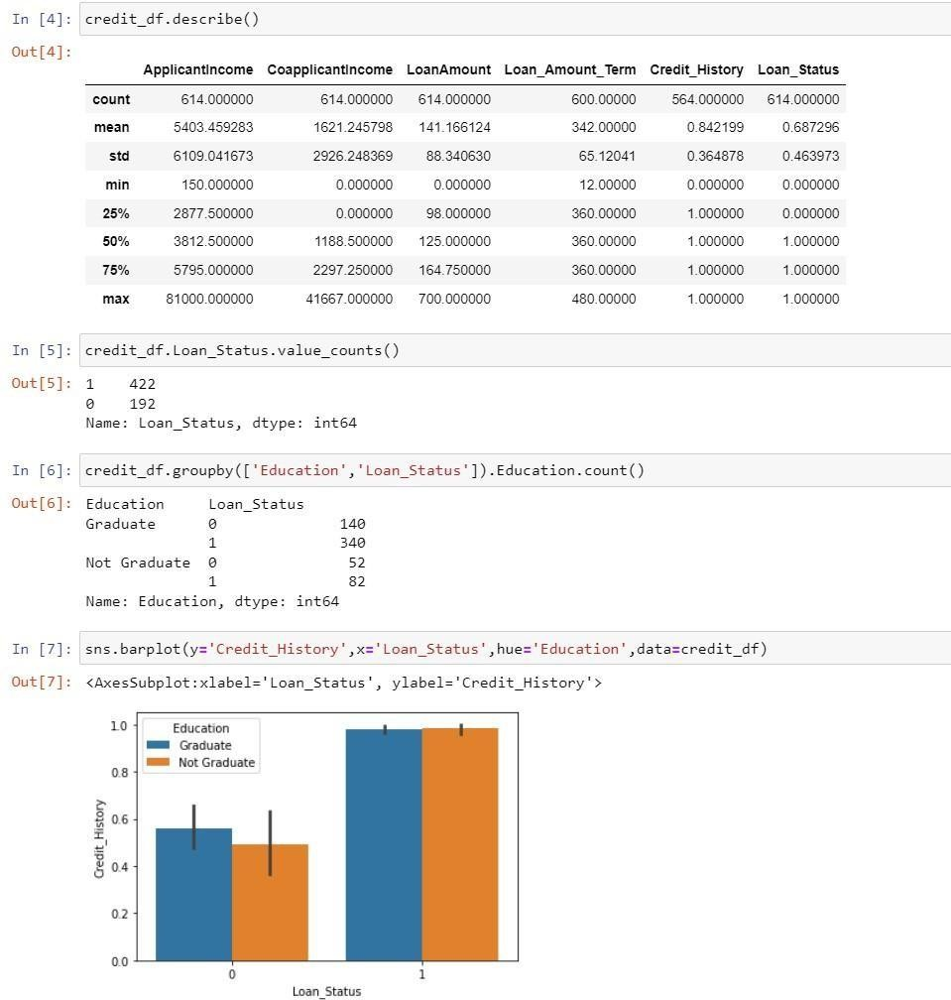 In [4]: credit_df.describe()
Out[4]:
ApplicantIncome CoapplicantIncome LoanAmount Loan_Amount_Term Credit_History Loan_Status
count 614.000000 614.000000 614.000000 600.00000 564.000000 614.000000
mean 5403.459283 1621.245798 141.166124 342.00000 0.842199 0.687296
std 6109.041673 2926.248369 88.340630 65.12041 0.364878 0.463973
min 150.000000 0.000000 0.000000 12.00000 0.000000 0.000000
25% 2877.500000 0.000000 98.000000 360.00000 1.000000 0.000000
50% 3812.500000 1188.500000 125.000000 360.00000 1.000000 1.000000
75% 5795.000000 2297.250000 164.750000 360.00000 1.000000 1.000000
max 81000.000000 41667.000000 700.000000 480.00000 1.000000 1.000000
In [5]: credit_df.Loan_Status.value_counts()
Out[5]: 1 422
0 192
Name: Loan_Status, dtype: int64
In [6]: credit_df.groupby(['Education','Loan_Status']).Education.count()
Out[6]: Education Loan_Status
Graduate 0 140
1 340
Not Graduate 0 52
1 82
Name: Education, dtype: int64
In [7]: sns.barplot(y='Credit_History',x='Loan_Status',hue='Education',data=credit_df)
Out[7]: <AxesSubplot:xlabel='Loan_Status', ylabel='Credit_History'>
Education
Graduate
Not Graduate
1.0
0.8
0.6
0.4
0.2
0.0
Credit_History
0 1
Loan_Status